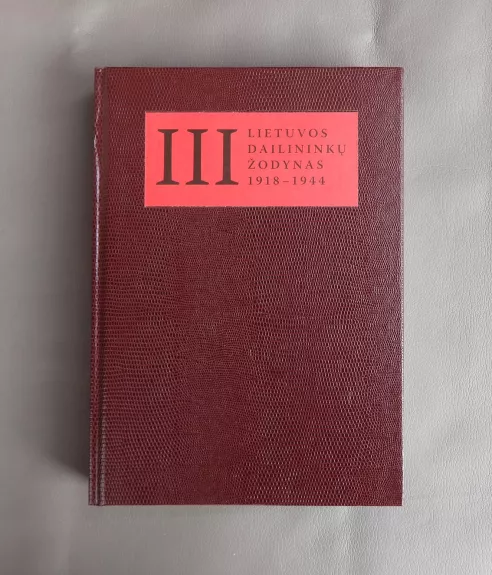 III
LIETUVOS
DAILININKŲ
ŽODYNAS
1918–1944